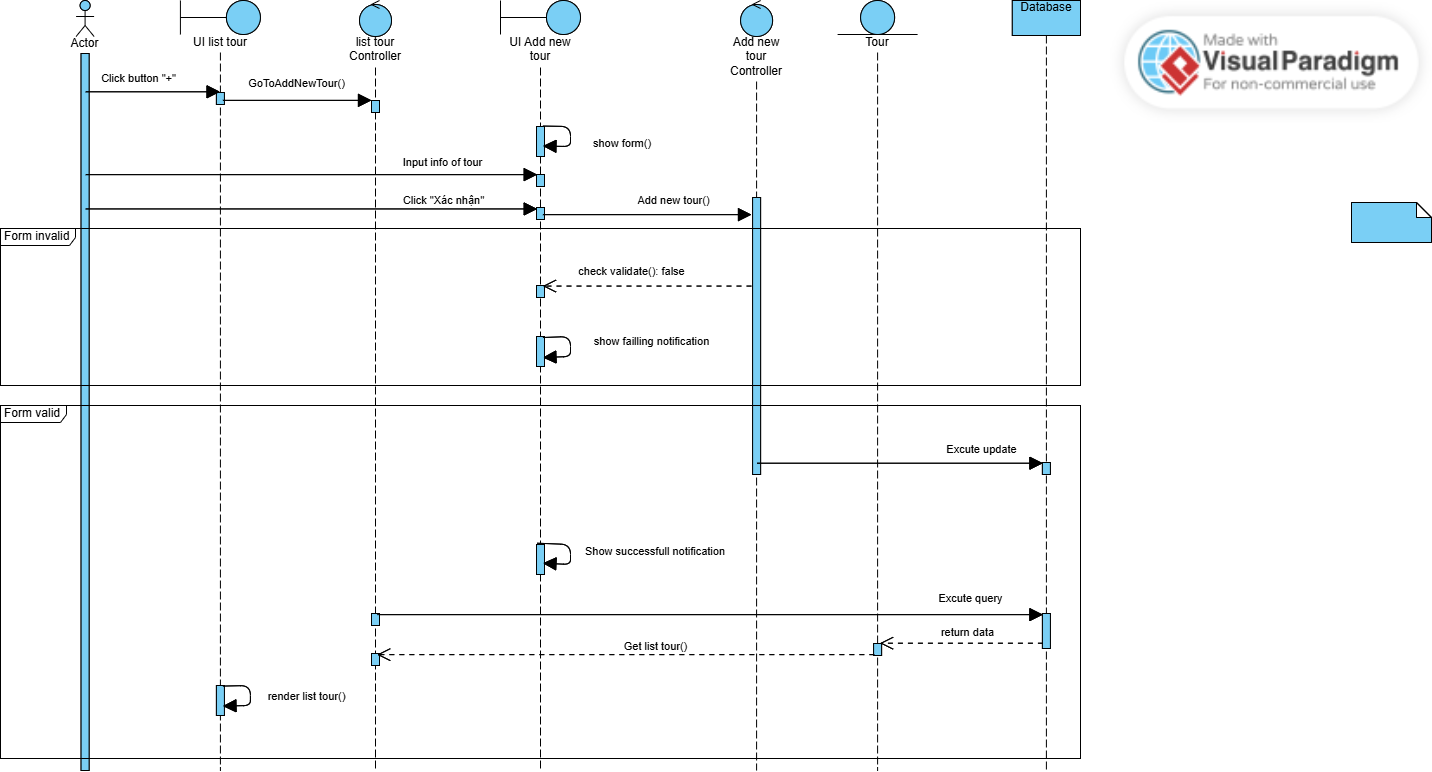 Actor
UI list tour
list tour
Controller
UI Add new
tour
Add new
tour
Controller
Tour
Database
Made with
Visual Paradigm
For non-commercial use
Click button "+"
GoToAddNewTour()
show form()
Input info of tour
Click "Xác nhận"
Add new tour()
Form invalid
check validate(): false
show failling notification
Form valid
Excute update
Show successfull notification
Excute query
return data
Get list tour()
render list tour()